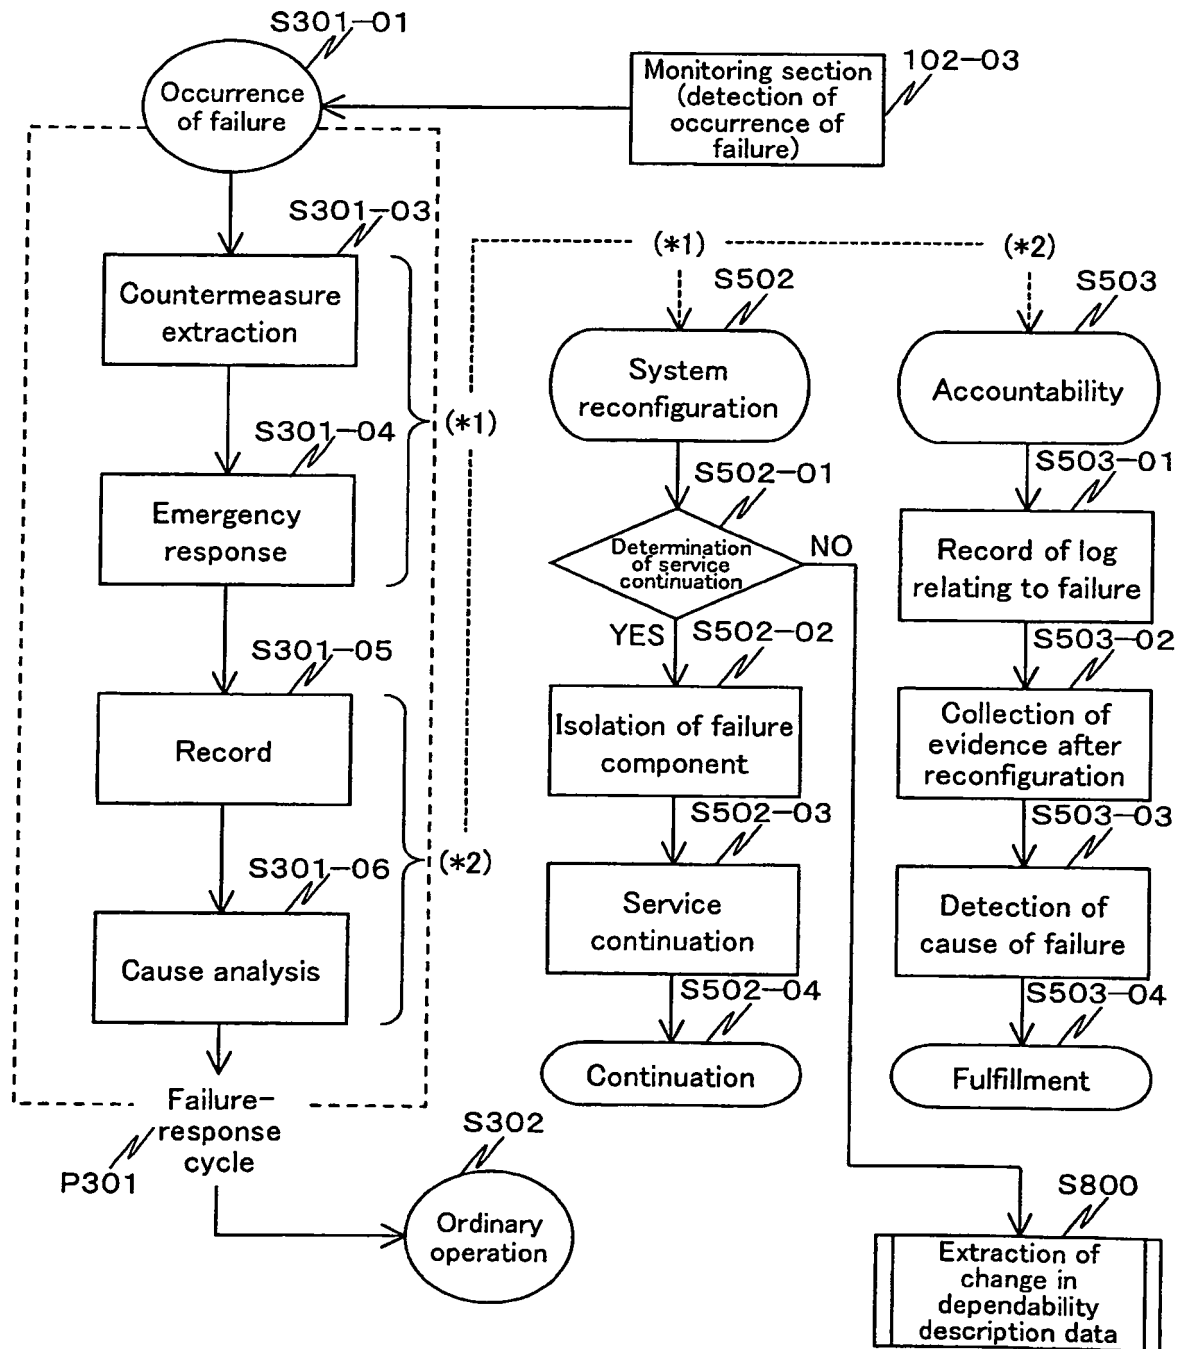 S301-01
Occurrence
of failure
Monitoring section
(detection of
occurrence of
failure)
102-03
S301-03
Countermeasure
extraction
(*1)
S301-04
Emergency
response
S301-05
Record
(*2)
S301-06
Cause analysis
Failure-
response
cycle
P301
S302
Ordinary
operation
(*1)
(*2)
S502
System
reconfiguration
S502-01
Determination
of service
continuation
NO
YES
S502-02
Isolation of failure
component
S502-03
Service
continuation
S502-04
Continuation
S503
Accountability
S503-01
Record of log
relating to failure
S503-02
Collection of
evidence after
reconfiguration
S503-03
Detection of
cause of failure
S503-04
Fulfillment
S800
Extraction of
change in
dependability
description data